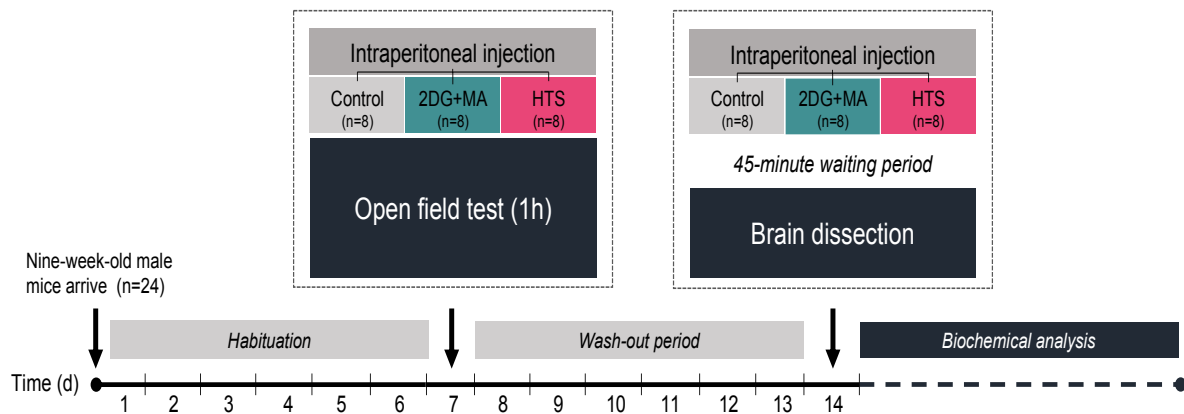 Intraperitoneal injection
Control
(n=8)
2DG+MA
(n=8)
HTS
(n=8)
Open field test (1h)
Intraperitoneal injection
Control
(n=8)
2DG+MA
(n=8)
HTS
(n=8)
45-minute waiting period
Brain dissection
Nine-week-old male
mice arrive (n=24)
Habituation
Wash-out period
Biochemical analysis
Time (d)
1 2 3 4 5 6 7 8 9 10 11 12 13 14